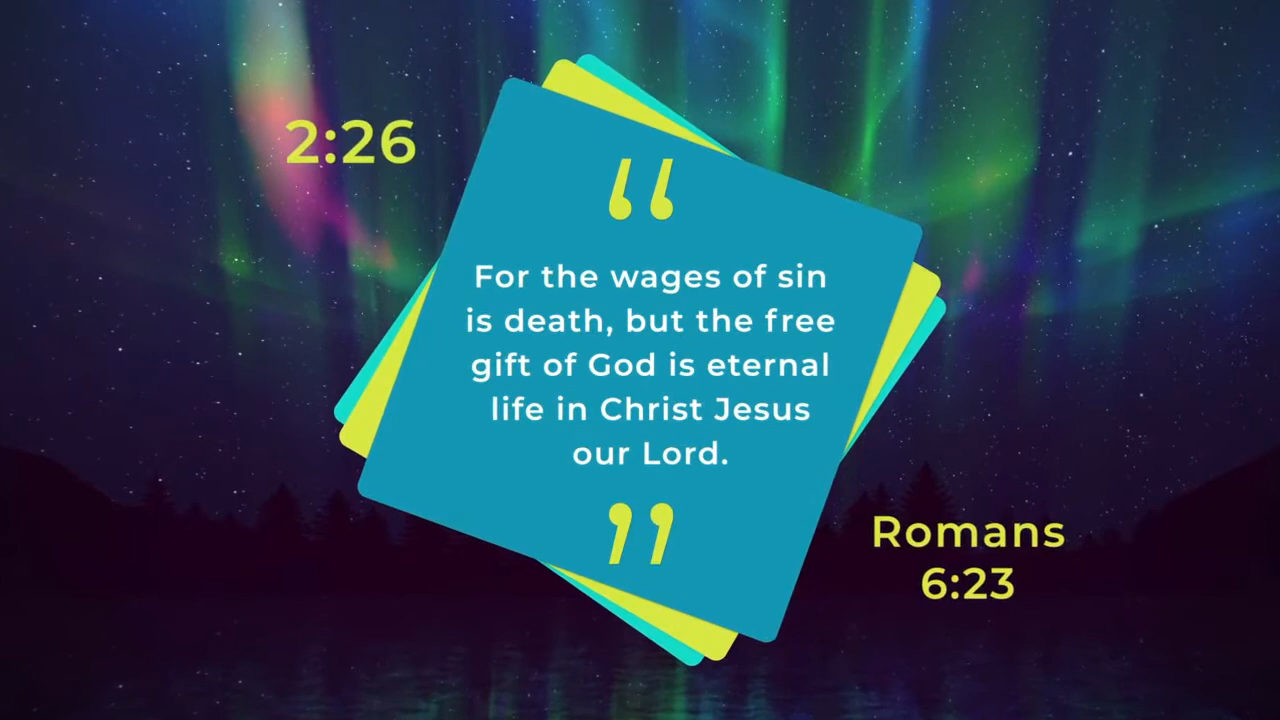 2:26
“
For the wages of sin
is death, but the free
gift of God is eternal
life in Christ Jesus
our Lord.
”
Romans
6:23